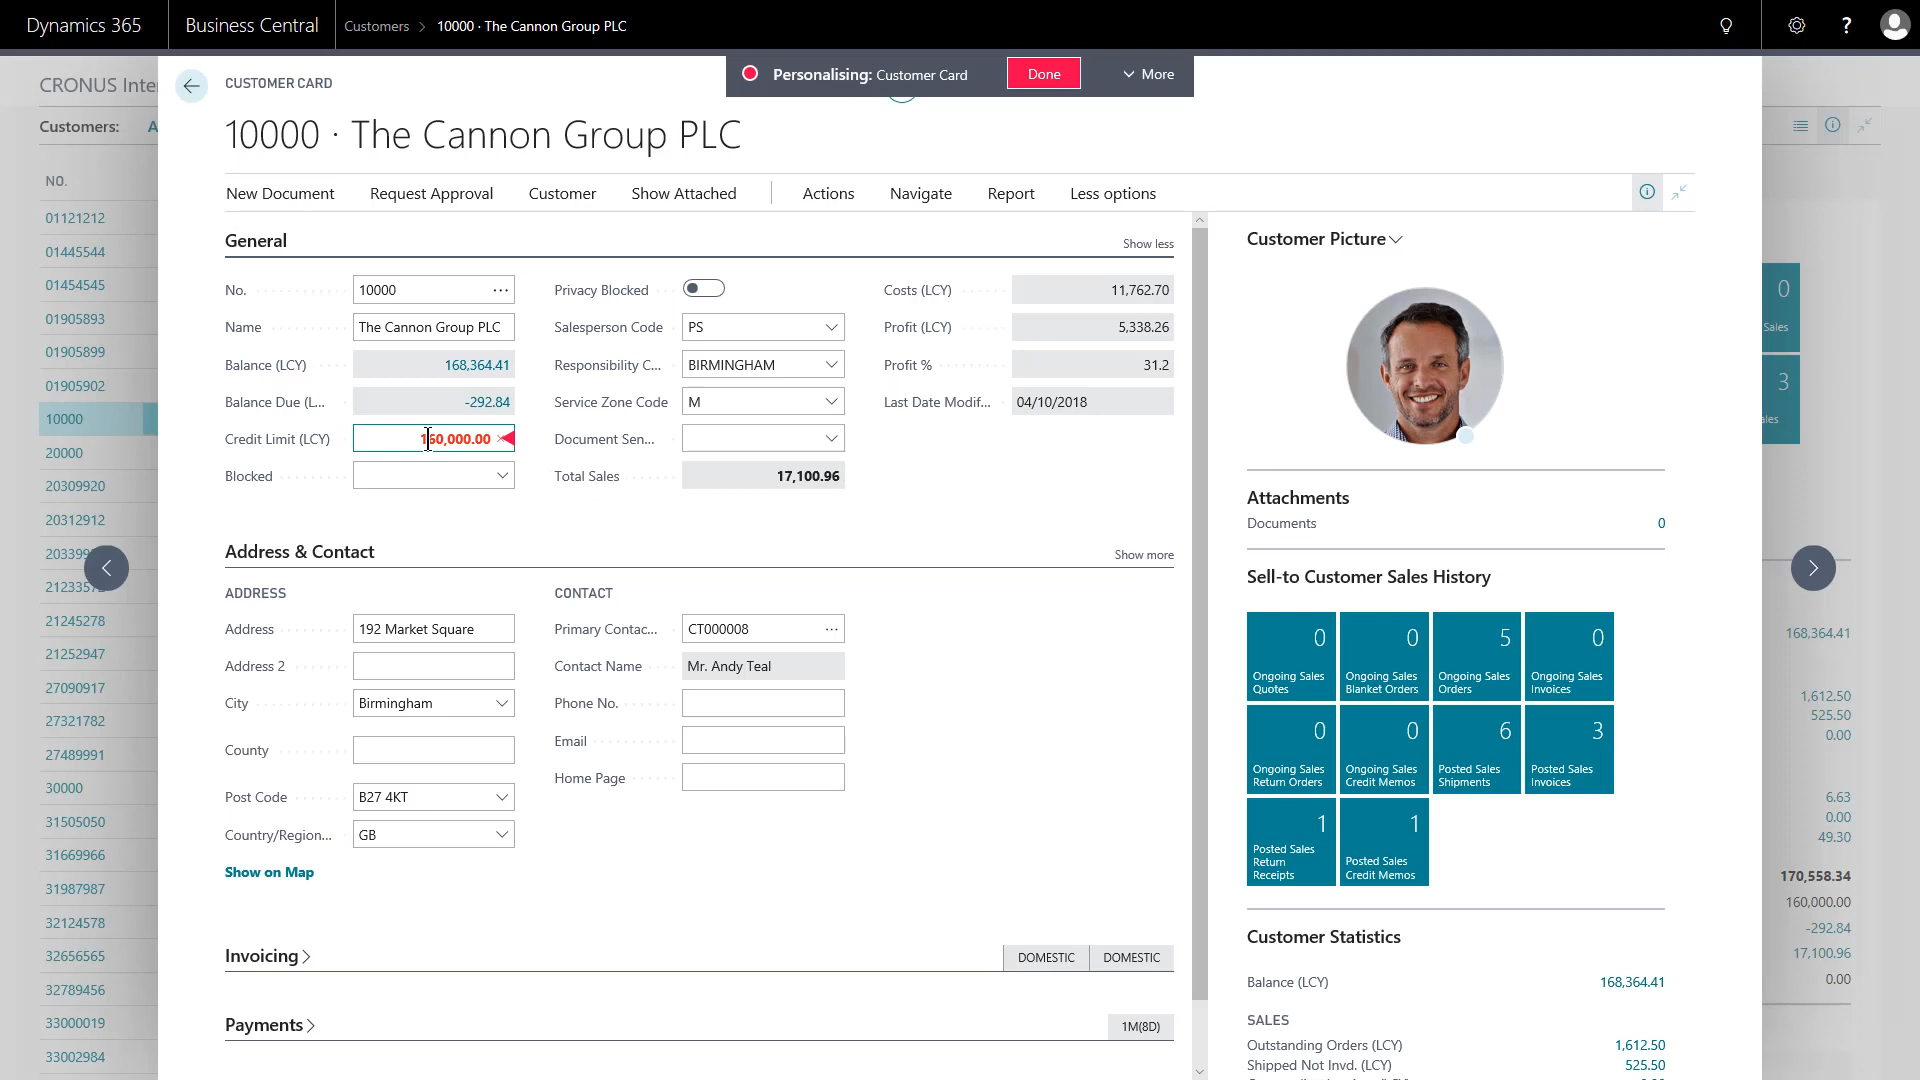 Dynamics 365
Business Central
Customers > 10000 · The Cannon Group PLC
?
CRONUS Inte
Customers:
A
CUSTOMER CARD
Personalising: Customer Card
Done
More
10000 · The Cannon Group PLC
New Document
Request Approval
Customer
Show Attached
Actions
Navigate
Report
Less options
NO.
01121212
01445544
01454545
01905893
01905899
01905902
10000
20000
20309920
20312912
203399
2123357
21245278
21252947
27090917
27321782
27489991
30000
31505050
31669966
31987987
32124578
32656565
32789456
33000019
33002984
General
Show less
No.
10000
Name
The Cannon Group PLC
Balance (LCY)
168,364.41
Balance Due (L...
-292.84
Credit Limit (LCY)
160,000.00
Blocked
Privacy Blocked
Salesperson Code
PS
Responsibility C...
BIRMINGHAM
Service Zone Code
M
Document Sen...
Total Sales
17,100.96
Costs (LCY)
11,762.70
Profit (LCY)
5,338.26
Profit %
31.2
Last Date Modif...
04/10/2018
Address & Contact
Show more
ADDRESS
Address
192 Market Square
Address 2
City
Birmingham
County
Post Code
B27 4KT
Country/Region...
GB
Show on Map
CONTACT
Primary Contac...
CT000008
Contact Name
Mr. Andy Teal
Phone No.
Email
Home Page
Invoicing >
DOMESTIC
DOMESTIC
Payments >
1M(8D)
Customer Picture
Attachments
Documents
0
Sell-to Customer Sales History
0
Ongoing Sales
Quotes
0
Ongoing Sales
Blanket Orders
5
Ongoing Sales
Orders
0
Ongoing Sales
Invoices
0
Ongoing Sales
Return Orders
0
Ongoing Sales
Credit Memos
6
Posted Sales
Shipments
3
Posted Sales
Invoices
1
Posted Sales
Return
Receipts
1
Posted Sales
Credit Memos
Customer Statistics
Balance (LCY)
168,364.41
SALES
Outstanding Orders (LCY)
1,612.50
Shipped Not Invd. (LCY)
525.50
0
Sales
3
ales
168,364.41
1,612.50
525.50
0.00
6.63
0.00
49.30
170,558.34
160,000.00
-292.84
17,100.96
0.00